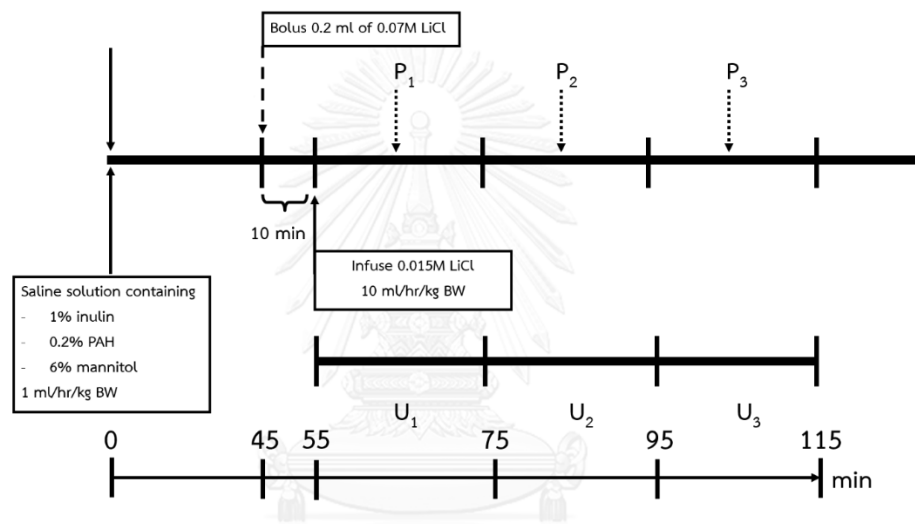 Bolus 0.2 ml of 0.07M LiCl
P1
P2
P3
10 min
Infuse 0.015M LiCl
10 ml/hr/kg BW
Saline solution containing
- 1% inulin
- 0.2% PAH
- 6% mannitol
1 ml/hr/kg BW
U1
U2
U3
0
45
55
75
95
115
min